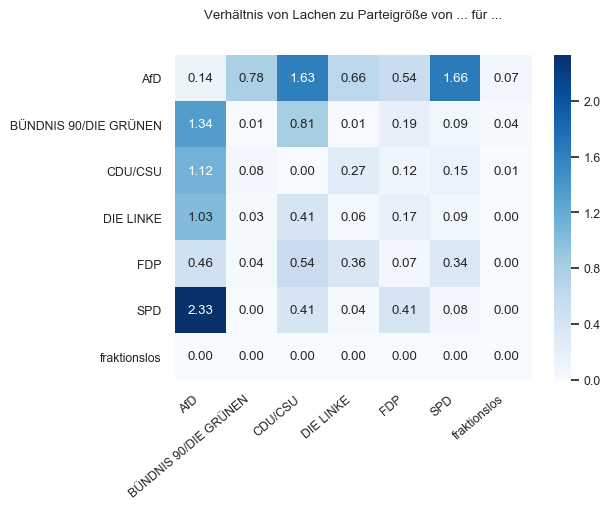 Verhältnis von Lachen zu Parteigröße von ... für ...
AfD 0.14 0.78 1.63 0.66 0.54 1.66 0.07
BÜNDNIS 90/DIE GRÜNEN 1.34 0.01 0.81 0.01 0.19 0.09 0.04
CDU/CSU 1.12 0.08 0.00 0.27 0.12 0.15 0.01
DIE LINKE 1.03 0.03 0.41 0.06 0.17 0.09 0.00
FDP 0.46 0.04 0.54 0.36 0.07 0.34 0.00
SPD 2.33 0.00 0.41 0.04 0.41 0.08 0.00
fraktionslos 0.00 0.00 0.00 0.00 0.00 0.00 0.00
AfD
BÜNDNIS 90/DIE GRÜNEN
CDU/CSU
DIE LINKE
FDP
SPD
fraktionslos
2.0
1.6
1.2
0.8
0.4
0.0